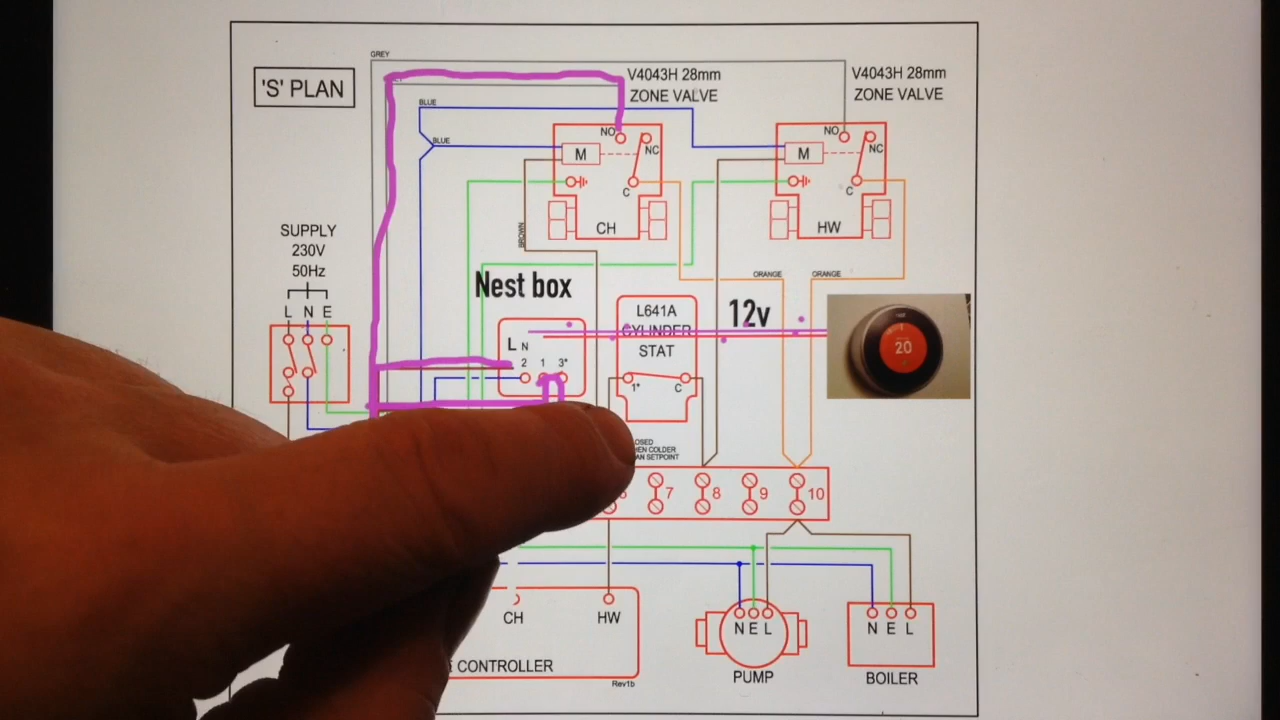 GREY
'S' PLAN
V4043H 28mm
ZONE VALVE
V4043H 28mm
ZONE VALVE
BLUE
BLUE
NO
NC
M
C
CH
NO
NC
M
C
HW
BROWN
SUPPLY
230V
50Hz
L N E
ORANGE
ORANGE
Nest box
L N
2 1 3*
L641A
CYLINDER
STAT
1* C
12v
20
7
8
9
10
CH
HW
CONTROLLER
Rev1b
N E L
PUMP
N E L
BOILER